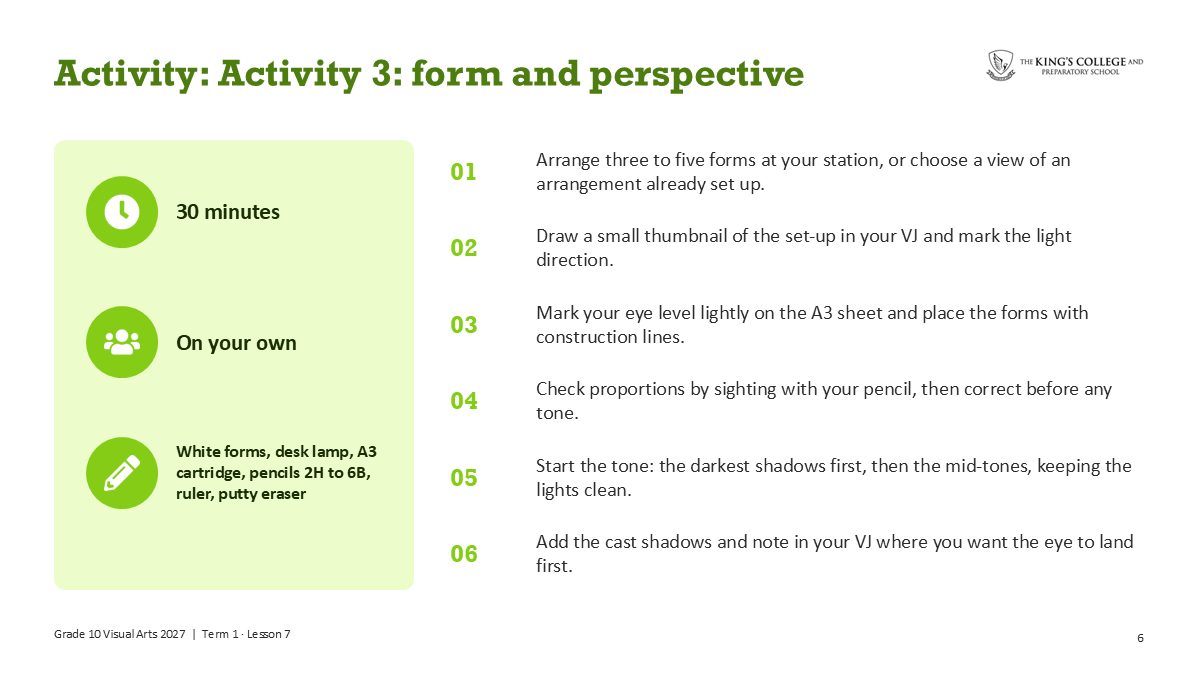 Activity: Activity 3: form and perspective
THE KING'S COLLEGE AND
PREPARATORY SCHOOL
30 minutes
On your own
White forms, desk lamp, A3
cartridge, pencils 2H to 6B,
ruler, putty eraser
01
Arrange three to five forms at your station, or choose a view of an
arrangement already set up.
02
Draw a small thumbnail of the set-up in your VJ and mark the light
direction.
03
Mark your eye level lightly on the A3 sheet and place the forms with
construction lines.
04
Check proportions by sighting with your pencil, then correct before any
tone.
05
Start the tone: the darkest shadows first, then the mid-tones, keeping the
lights clean.
06
Add the cast shadows and note in your VJ where you want the eye to land
first.
Grade 10 Visual Arts 2027 | Term 1 · Lesson 7
6